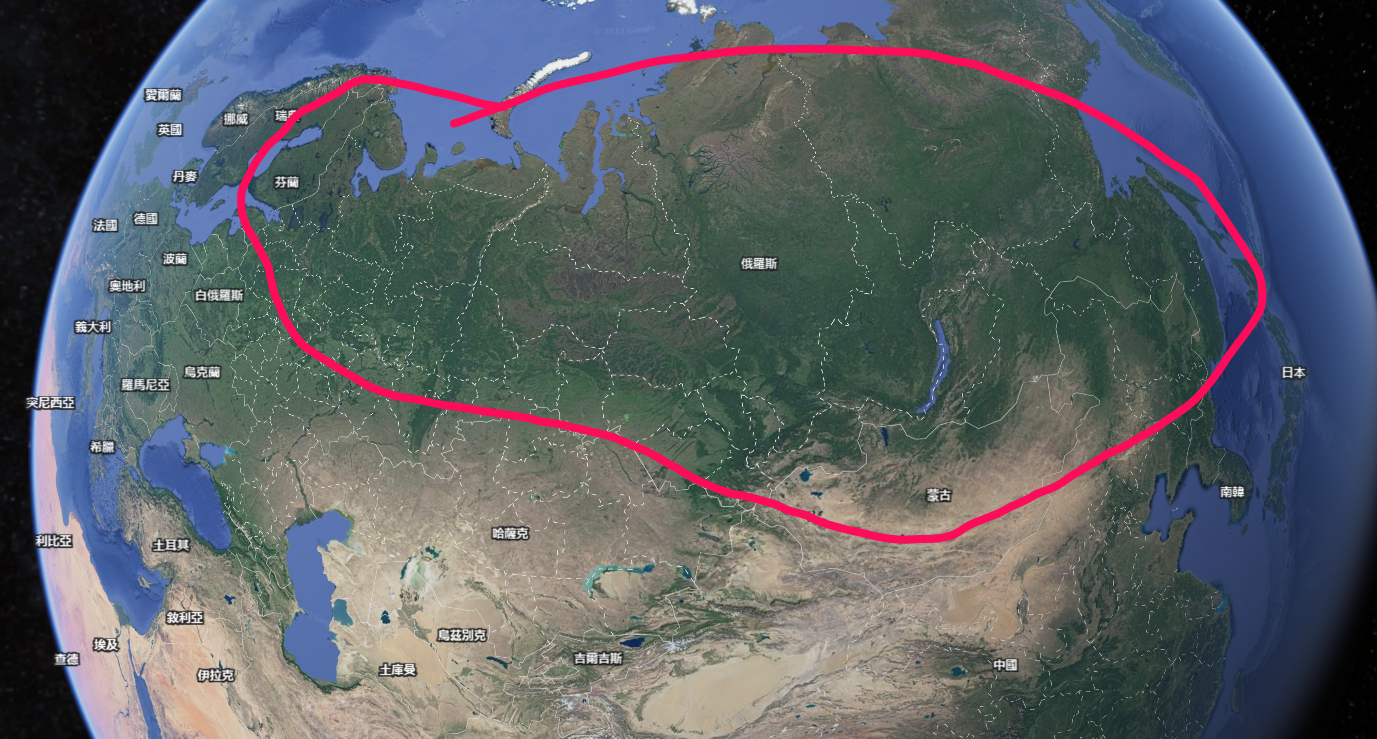 愛爾蘭
挪威
瑞典
英國
丹麥
芬蘭
法國
德國
波蘭
俄羅斯
奧地利
白俄羅斯
義大利
羅馬尼亞
烏克蘭
日本
突尼西亞
希臘
蒙古
南韓
利比亞
土耳其
哈薩克
敘利亞
烏茲別克
埃及
查德
伊拉克
土庫曼
吉爾吉斯
中國